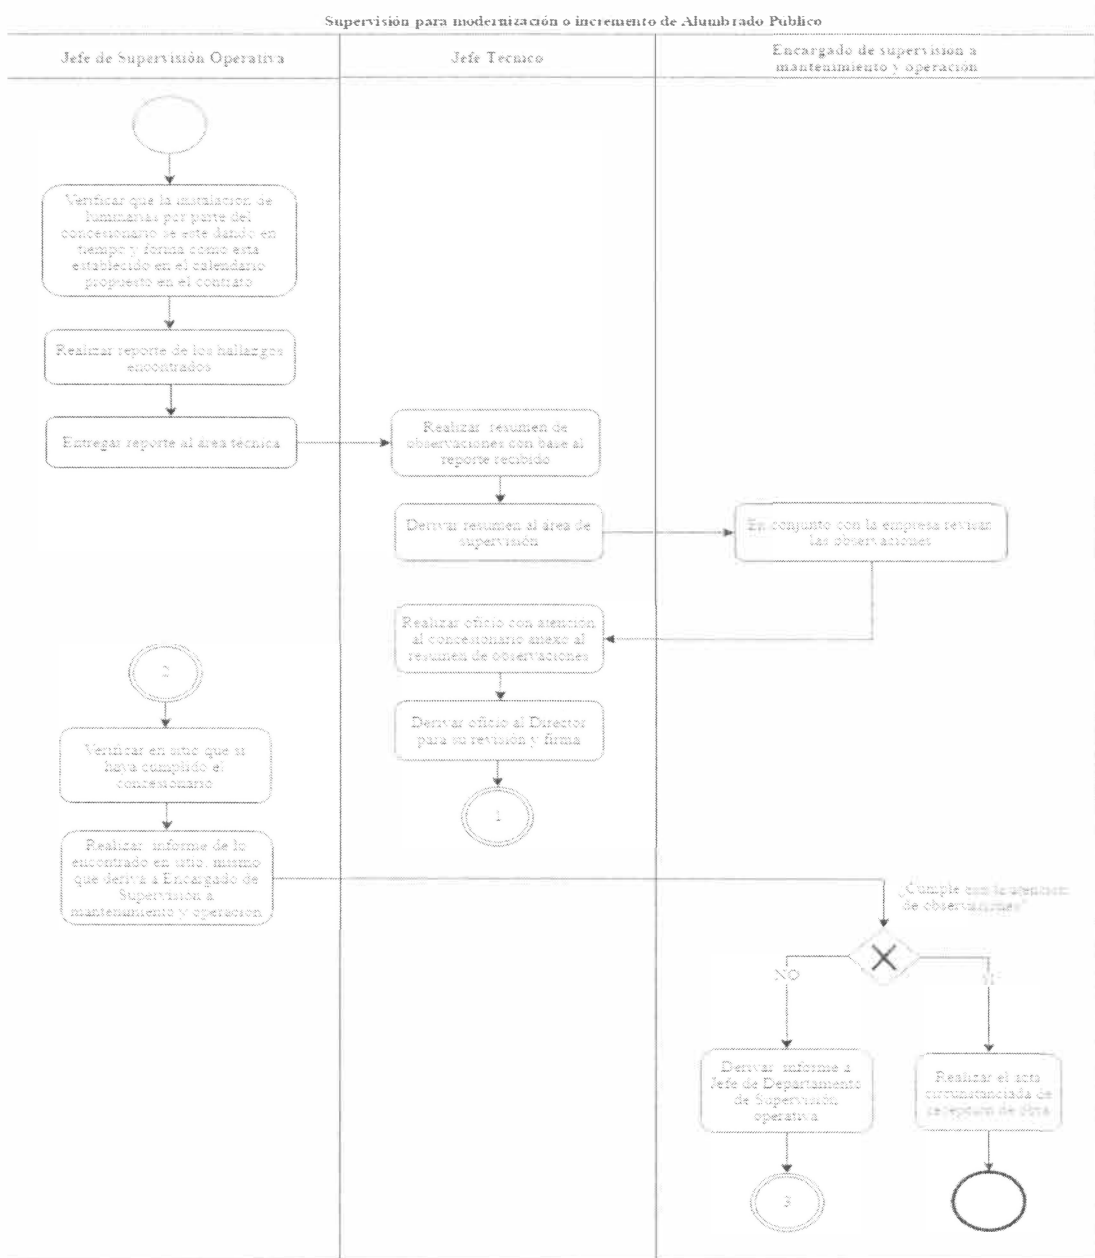 Supervisión para modernización o incremento de Alumbrado Público
Jefe de Supervisión Operativa
Jefe Tecnico
Encargado de supervision a
mantenimiento y operación
Verificar que la instalacion de
luminarias por parte del
concesionario se este dando en
tiempo y forma como esta
establecido en el calendario
propuesto en el contrato
Realizar reporte de los hallazgos
encontrados
Entregar reporte al área técnica
Realizar resumen de
observaciones con base al
reporte recibido
Derivar resumen al área de
supervisión
En conjunto con la empresa revisar
las observaciones
Realizar oficio con atención
al concesionario anexo al
resumen de observaciones
Derivar oficio al Director
para su revisión y firma
1
2
Verificar en sitio que si
haya cumplido el
concesionario
Realizar informe de lo
encontrado en sitio, mismo
que deriva a Encargado de
Supervisión a
mantenimiento y operación
¿Cumple con la atencion
de observaciones?
NO
SI
Derivar informe a
Jefe de Departamento
de Supervisión
operativa
3
Realizar el acta
circunstanciada de
recepcion de obra